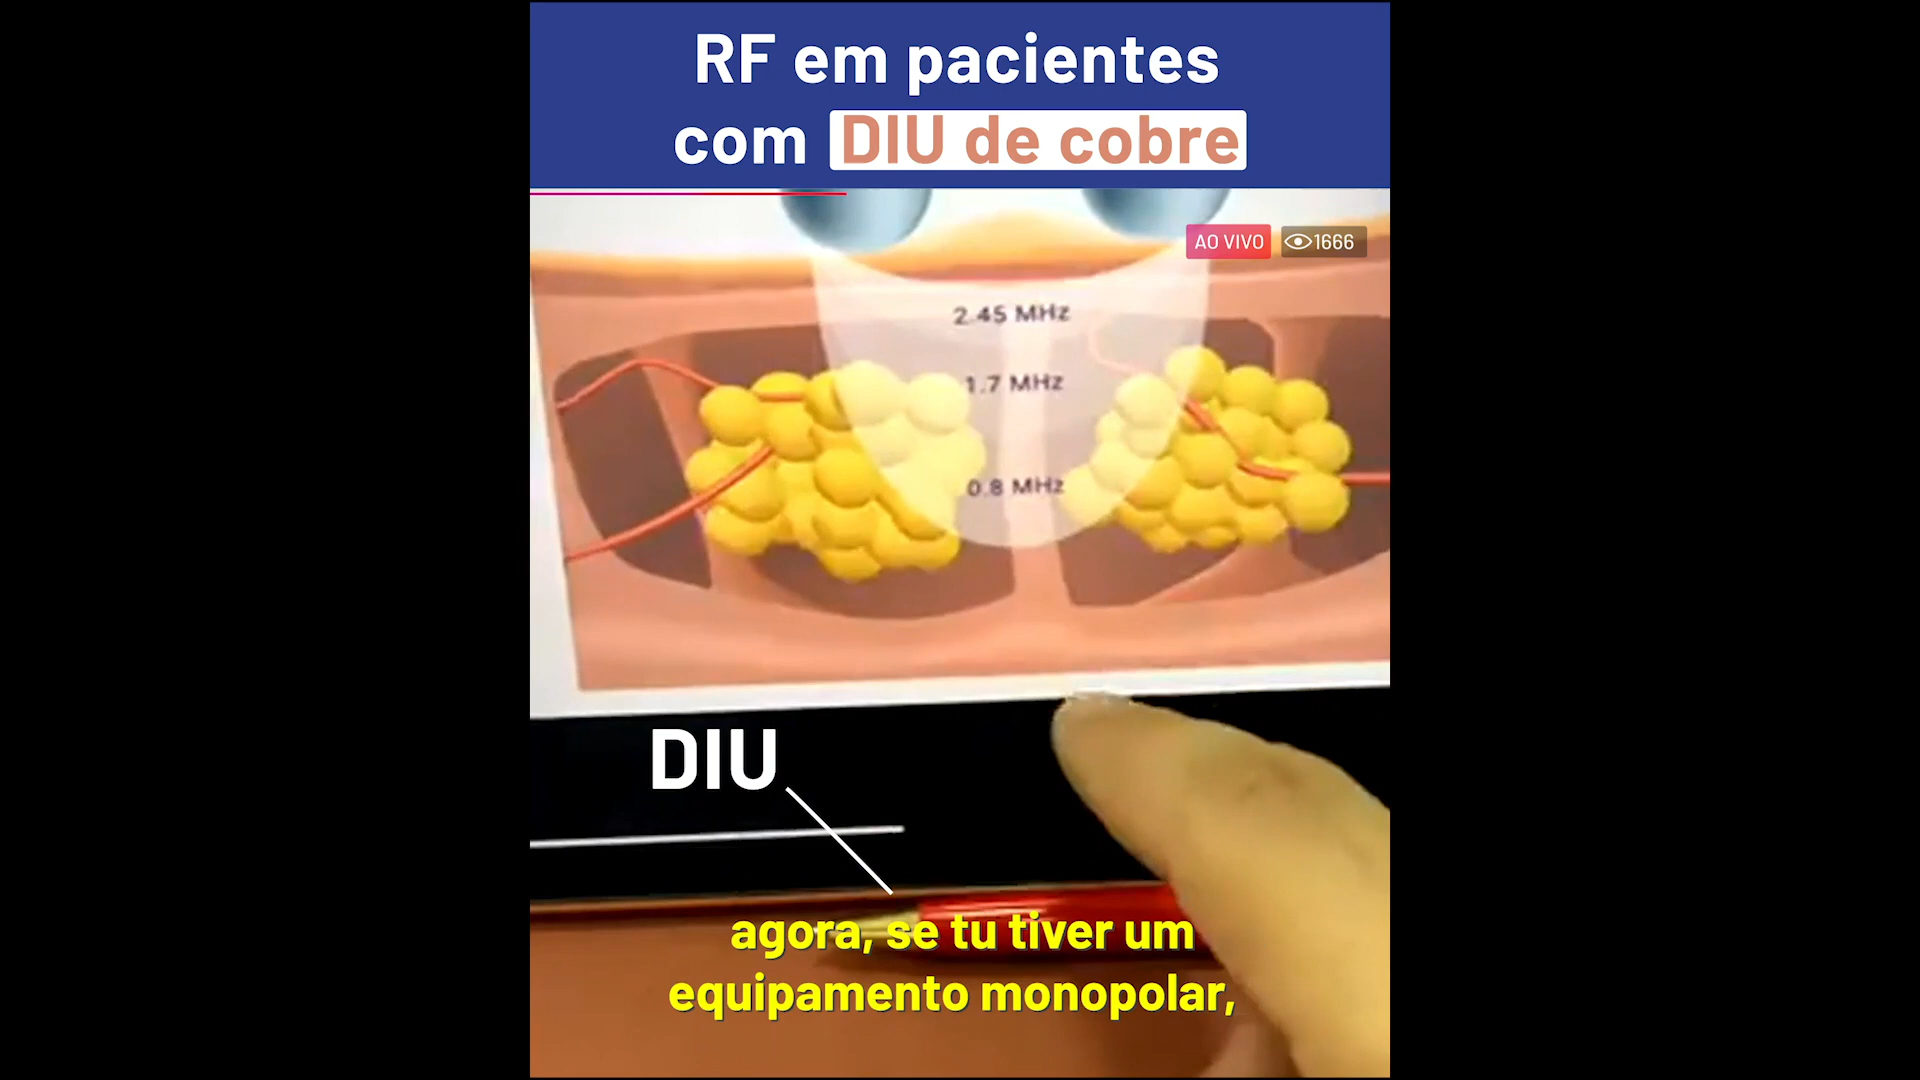 RF em pacientes
com DIU de cobre
AO VIVO
1666
2.45 MHz
1.7 MHz
0.8 MHz
DIU
agora, se tu tiver um
equipamento monopolar,